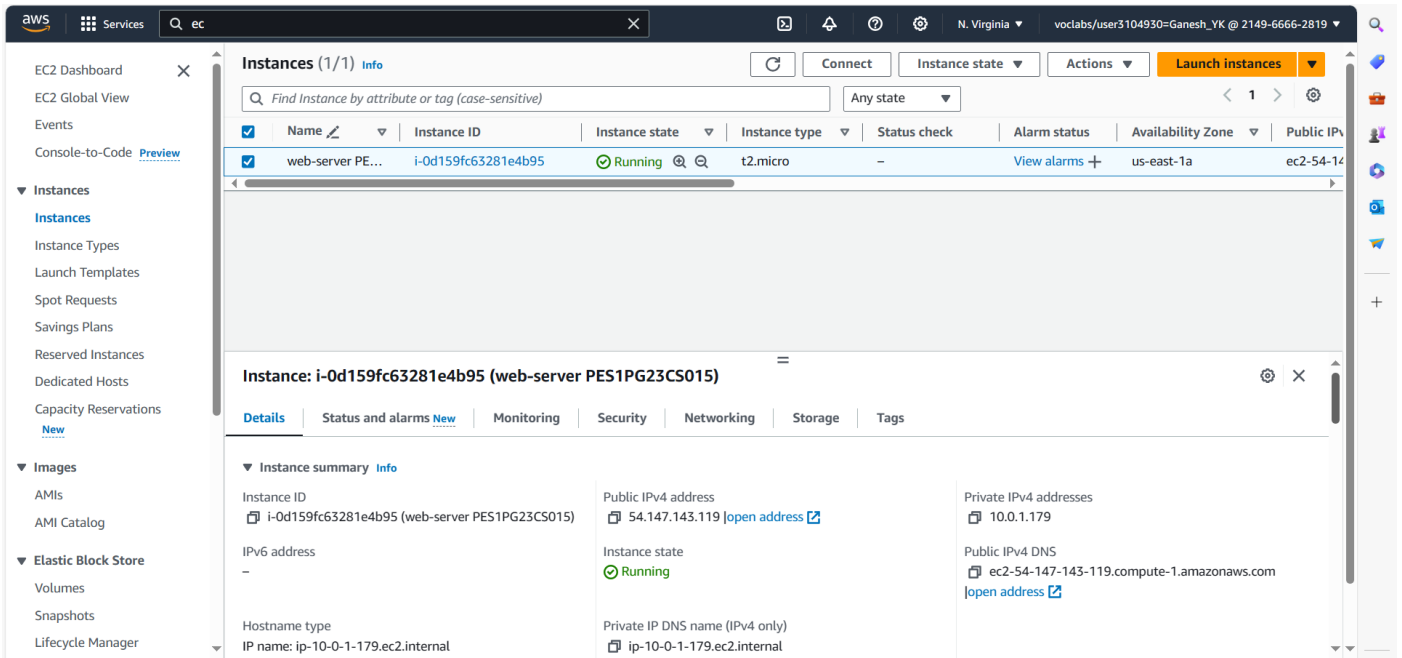 aws Services ec N. Virginia voclabs/user3104930=Ganesh_YK @ 2149-6666-2819
EC2 Dashboard
EC2 Global View
Events
Console-to-Code Preview
Instances
Instances
Instance Types
Launch Templates
Spot Requests
Savings Plans
Reserved Instances
Dedicated Hosts
Capacity Reservations
New
Images
AMIs
AMI Catalog
Elastic Block Store
Volumes
Snapshots
Lifecycle Manager
Instances (1/1) Info Connect Instance state Actions Launch instances
Find Instance by attribute or tag (case-sensitive) Any state 1
Name Instance ID Instance state Instance type Status check Alarm status Availability Zone Public IPv
web-server PE... i-0d159fc63281e4b95 Running t2.micro – View alarms + us-east-1a ec2-54-14
Instance: i-0d159fc63281e4b95 (web-server PES1PG23CS015)
Details Status and alarms New Monitoring Security Networking Storage Tags
Instance summary Info
Instance ID Public IPv4 address Private IPv4 addresses
i-0d159fc63281e4b95 (web-server PES1PG23CS015) 54.147.143.119 |open address 10.0.1.179
IPv6 address Instance state Public IPv4 DNS
– Running ec2-54-147-143-119.compute-1.amazonaws.com
|open address
Hostname type Private IP DNS name (IPv4 only)
IP name: ip-10-0-1-179.ec2.internal ip-10-0-1-179.ec2.internal